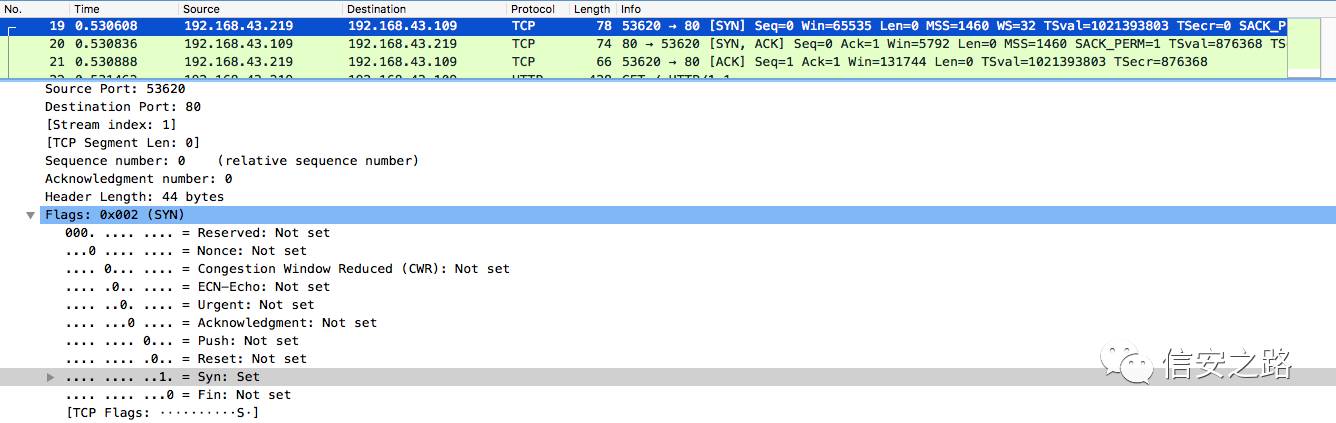 No. Time Source Destination Protocol Length Info
19 0.530608 192.168.43.219 192.168.43.109 TCP 78 53620 → 80 [SYN] Seq=0 Win=65535 Len=0 MSS=1460 WS=32 TSval=1021393803 TSecr=0 SACK_P
20 0.530836 192.168.43.109 192.168.43.219 TCP 74 80 → 53620 [SYN, ACK] Seq=0 Ack=1 Win=5792 Len=0 MSS=1460 SACK_PERM=1 TSval=876368 TS
21 0.530888 192.168.43.219 192.168.43.109 TCP 66 53620 → 80 [ACK] Seq=1 Ack=1 Win=131744 Len=0 TSval=1021393803 TSecr=876368
Source Port: 53620
Destination Port: 80
[Stream index: 1]
[TCP Segment Len: 0]
Sequence number: 0 (relative sequence number)
Acknowledgment number: 0
Header Length: 44 bytes
Flags: 0x002 (SYN)
000. .... .... = Reserved: Not set
...0 .... .... = Nonce: Not set
.... 0... .... = Congestion Window Reduced (CWR): Not set
.... .0.. .... = ECN-Echo: Not set
.... ..0. .... = Urgent: Not set
.... ...0 .... = Acknowledgment: Not set
.... .... 0... = Push: Not set
.... .... .0.. = Reset: Not set
.... .... ..1. = Syn: Set
.... .... ...0 = Fin: Not set
[TCP Flags: ··········S·]
信安之路